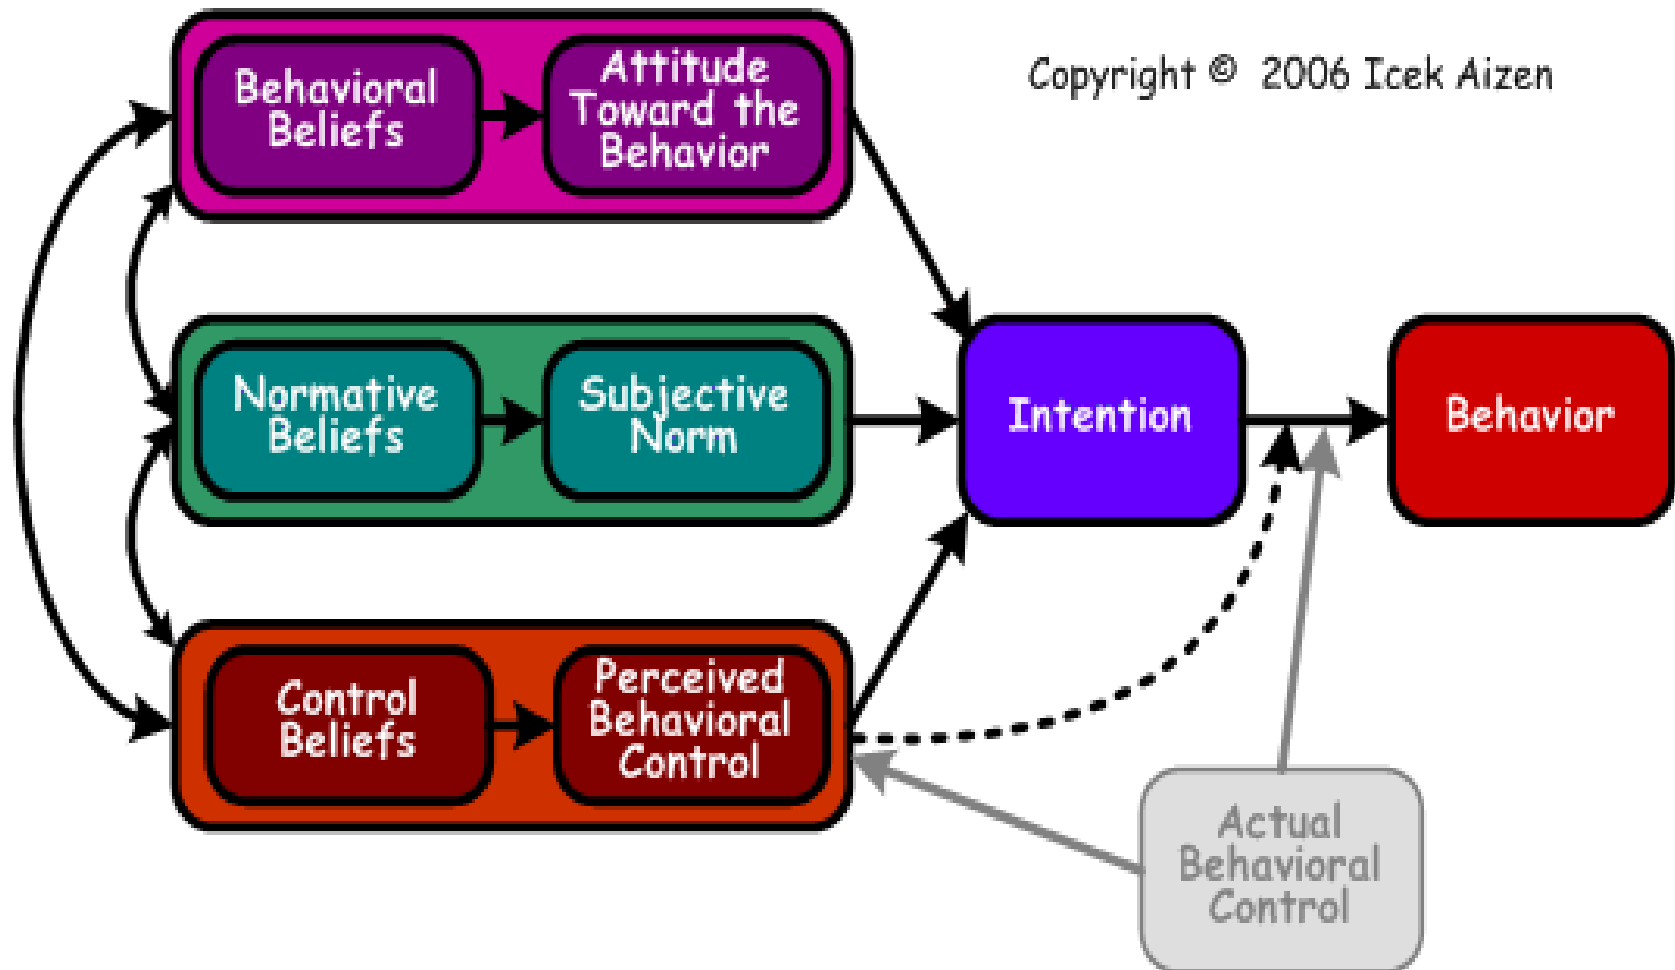 Behavioral
Beliefs
Attitude
Toward the
Behavior
Copyright © 2006 Icek Aizen
Normative
Beliefs
Subjective
Norm
Intention
Behavior
Control
Beliefs
Perceived
Behavioral
Control
Actual
Behavioral
Control